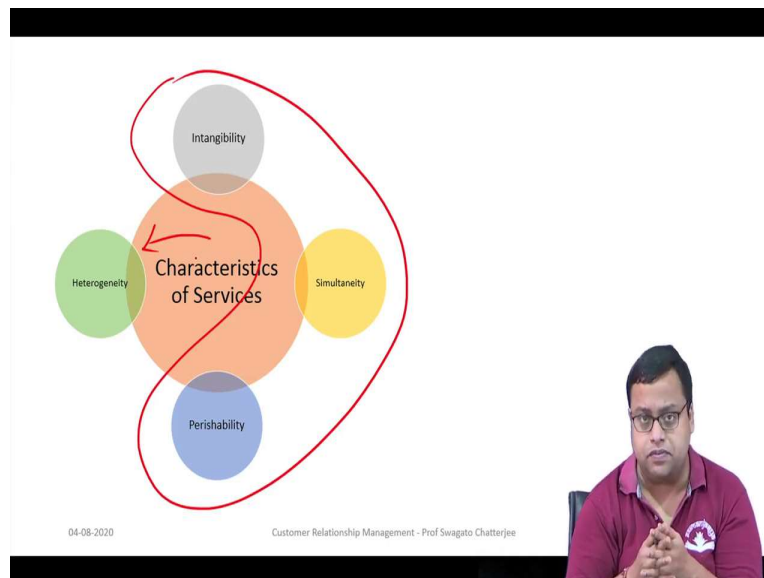 Intangibility
Heterogeneity
Characteristics
of Services
Simultaneity
Perishability
04-08-2020
Customer Relationship Management - Prof Swagato Chatterjee